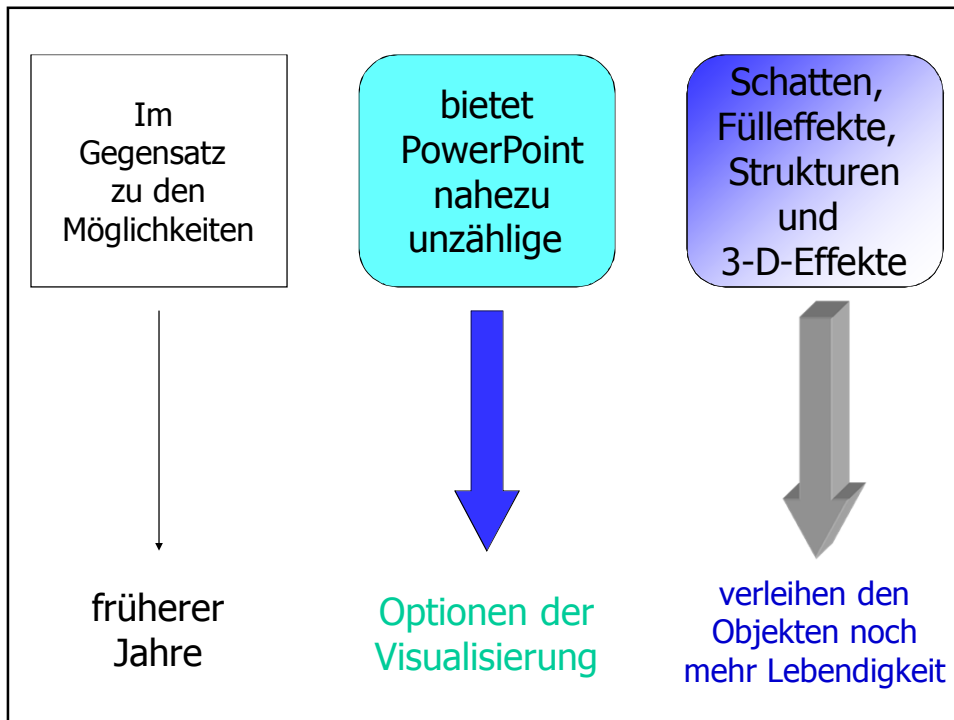 Im
Gegensatz
zu den
Möglichkeiten
früherer
Jahre
bietet
PowerPoint
nahezu
unzählige
Optionen der
Visualisierung
Schatten,
Fülleffekte,
Strukturen
und
3-D-Effekte
verleihen den
Objekten noch
mehr Lebendigkeit